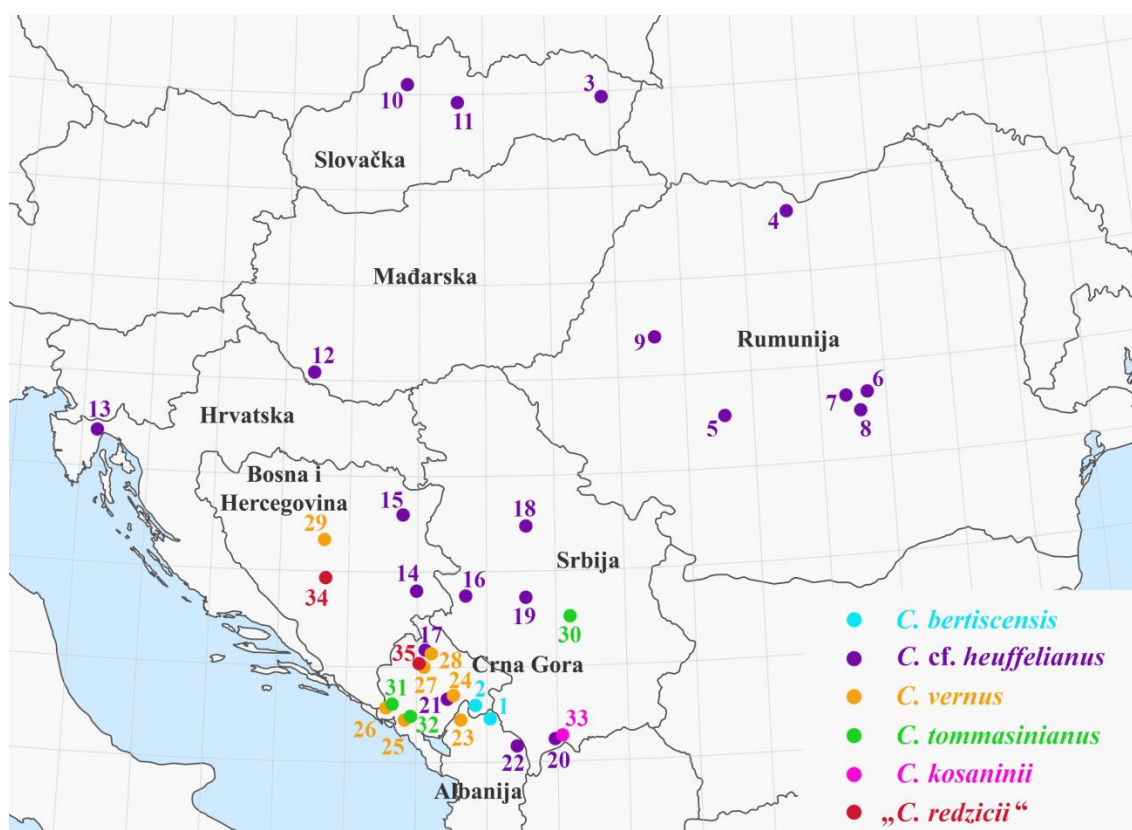 10
3
11
Slovačka
4
Mađarska
9
Rumunija
12
6
7
13
Hrvatska
5
8
Bosna i
Hercegovina
15
18
29
Srbija
14
16
34
19
30
17
35
28
Crna Gora
27
24
2
31
21
1
33
32
26
23
25
22
20
Albanija
C. bertiscensis
C. cf. heuffelianus
C. vernus
C. tommasinianus
C. kosaninii
„C. redzicii“